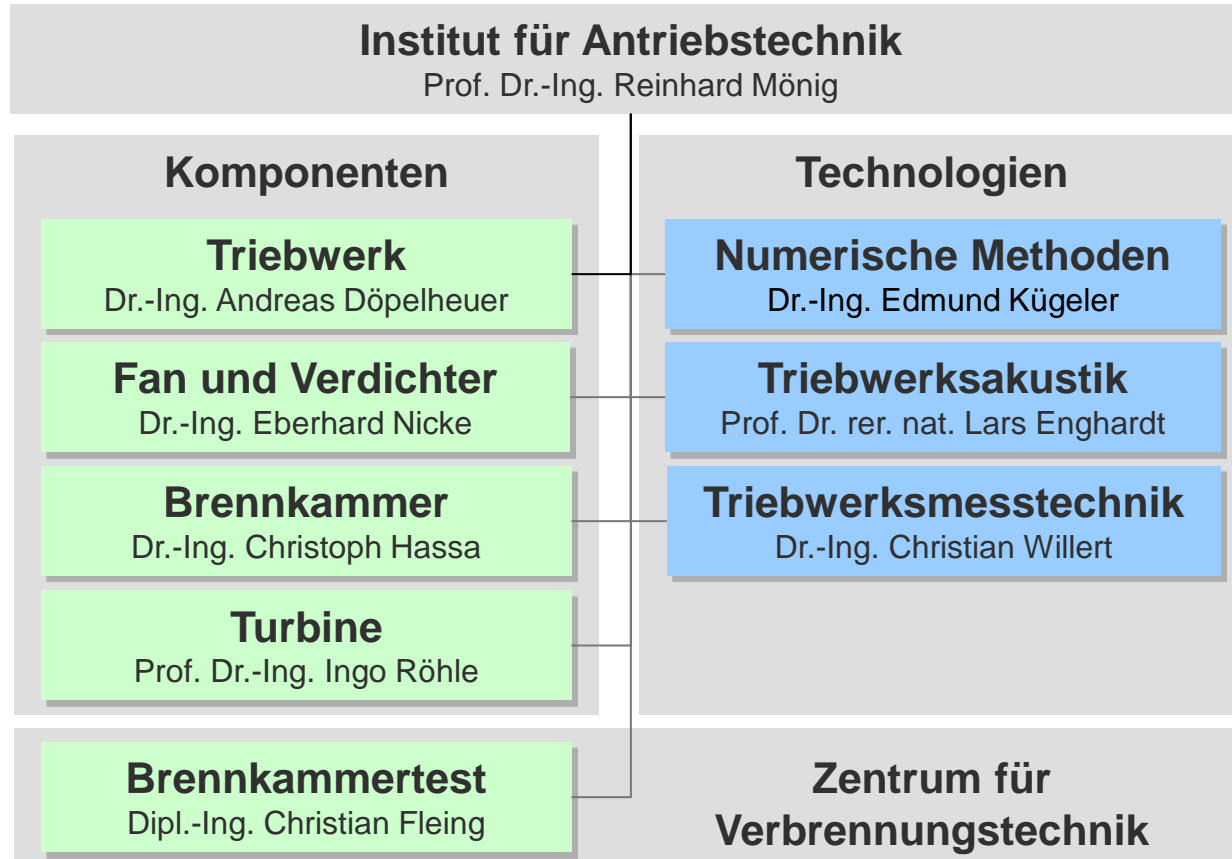 Institut für Antriebstechnik
Prof. Dr.-Ing. Reinhard Mönig
Komponenten
Triebwerk
Dr.-Ing. Andreas Döpelheuer
Fan und Verdichter
Dr.-Ing. Eberhard Nicke
Brennkammer
Dr.-Ing. Christoph Hassa
Turbine
Prof. Dr.-Ing. Ingo Röhle
Technologien
Numerische Methoden
Dr.-Ing. Edmund Kügeler
Triebwerksakustik
Prof. Dr. rer. nat. Lars Enghardt
Triebwerksmesstechnik
Dr.-Ing. Christian Willert
Brennkammertest
Dipl.-Ing. Christian Fleing
Zentrum für
Verbrennungstechnik